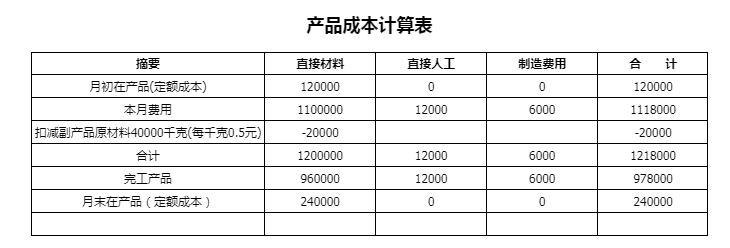 产品成本计算表
摘要 直接材料 直接人工 制造费用 合 计
月初在产品(定额成本) 120000 0 0 120000
本月费用 1100000 12000 6000 1118000
扣减副产品原材料40000千克(每千克0.5元) -20000 -20000
合计 1200000 12000 6000 1218000
完工产品 960000 12000 6000 978000
月末在产品（定额成本） 240000 0 0 240000